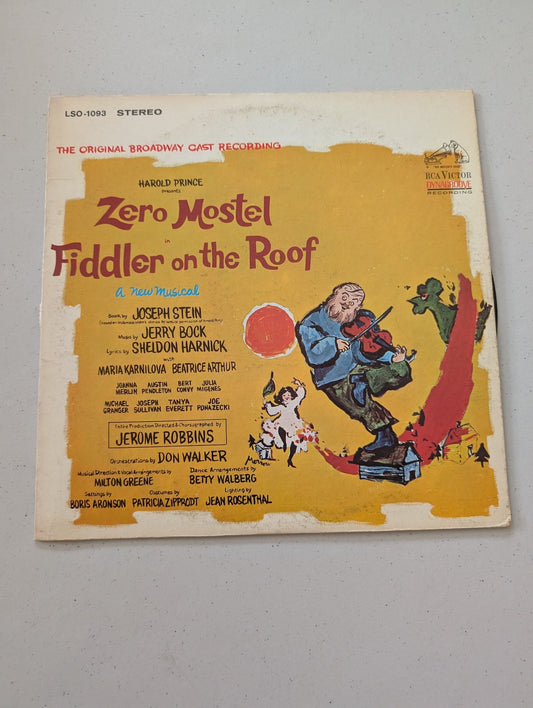 LSO-1093 STEREO
THE ORIGINAL BROADWAY CAST RECORDING
RCA VICTOR
DYNAGROOVE
RECORDING
HAROLD PRINCE
presents
Zero Mostel
in
Fiddler on the Roof
a new musical
Book by JOSEPH STEIN
Music by JERRY BOCK
Lyrics by SHELDON HARNICK
with
MARIA KARNILOVA BEATRICE ARTHUR
JOANNA MERLIN AUSTIN PENDLETON BERT CONVY JULIA MIGENES
MICHAEL GRANGER JOSEPH SULLIVAN TANYA EVERETT JOE PONAZECKI
Entire Production Directed & Choreographed by
JEROME ROBBINS
Orchestrations by DON WALKER
Musical Direction & Vocal Arrangements by
MILTON GREENE
Dance Arrangements by
BETTY WALBERG
Settings by
BORIS ARONSON
Costumes by
PATRICIA ZIPPRODT
Lighting by
JEAN ROSENTHAL